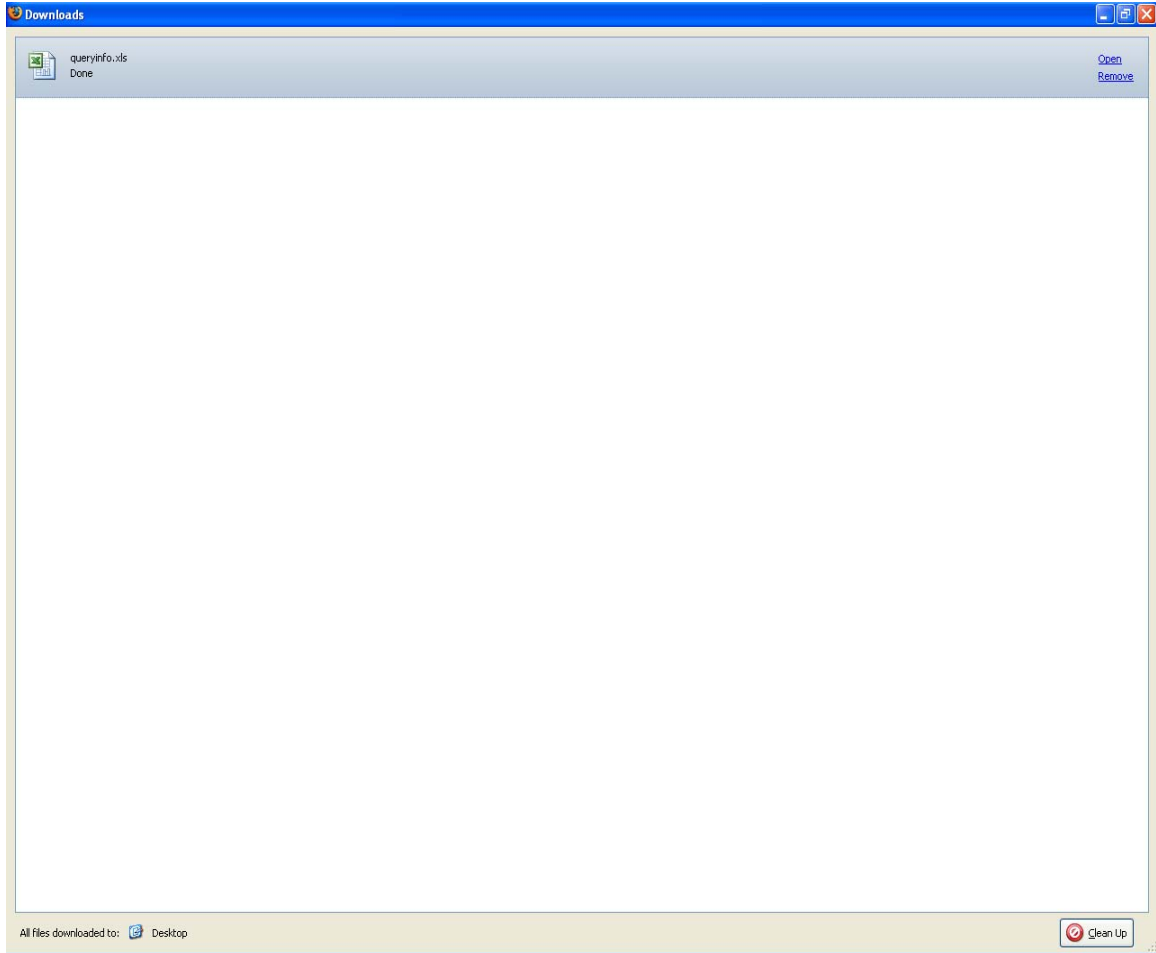 Downloads
queryinfo.xls
Done
Open
Remove
All files downloaded to: Desktop
Clean Up